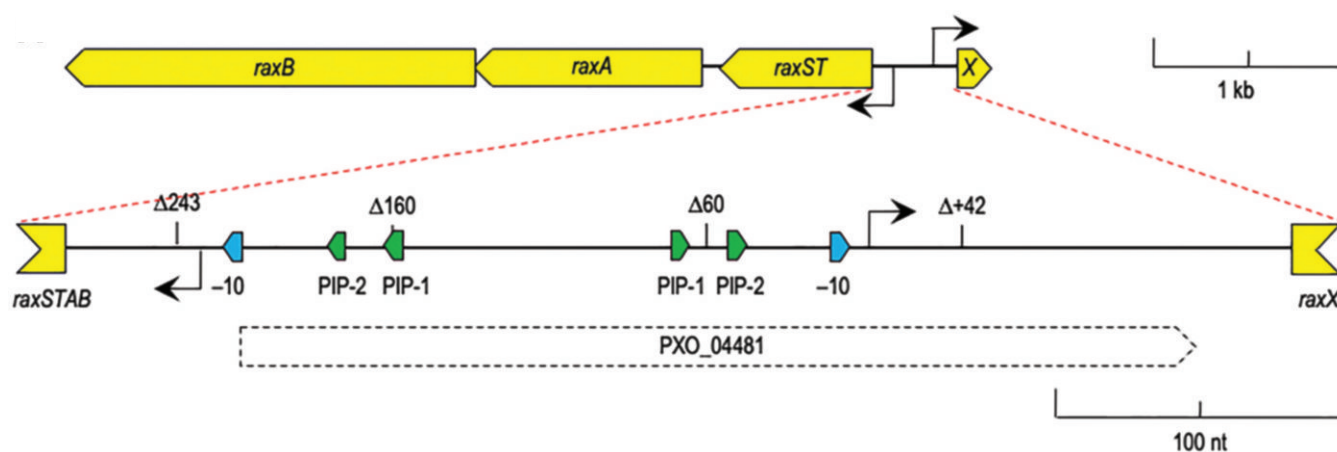 raxB raxA raxST X
1 kb
Δ243 Δ160 Δ60 Δ+42
raxSTAB –10 PIP-2 PIP-1 PIP-1 PIP-2 –10 raxX
PXO_04481
100 nt